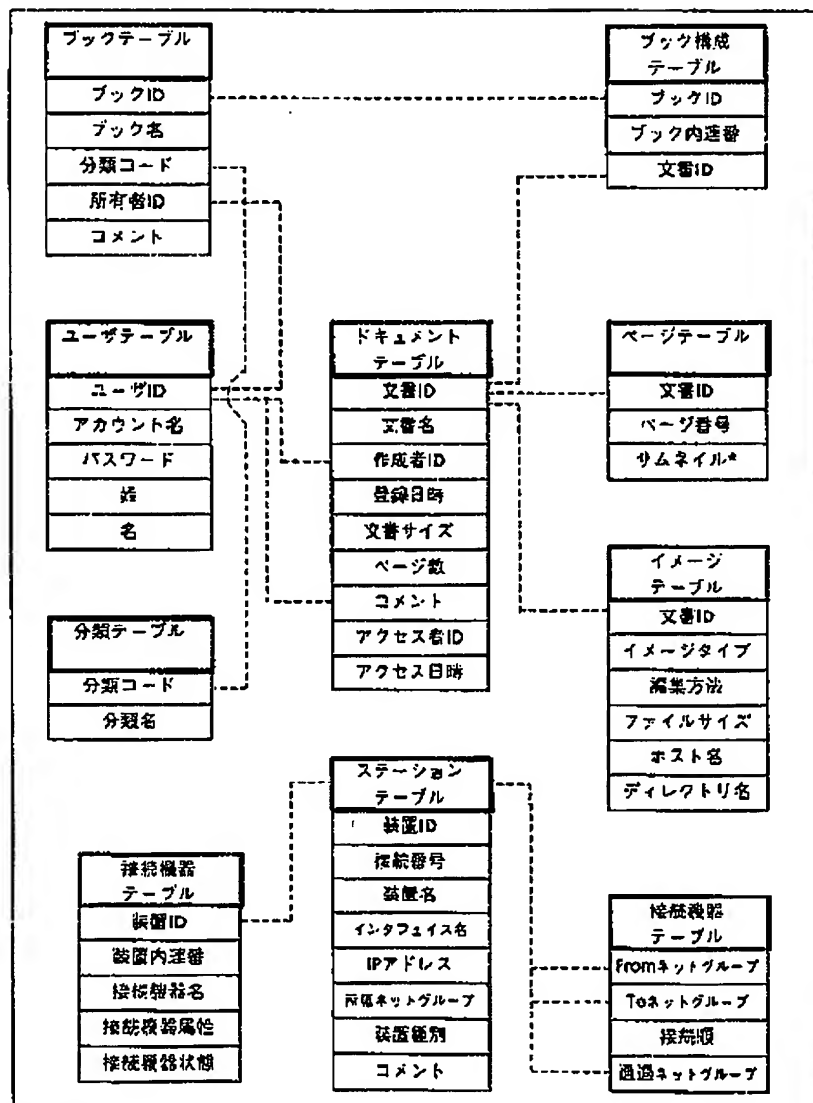 ブックテーブル
ブックID
ブック名
分類コード
所有者ID
コメント
ブック構成
テーブル
ブックID
ブック内連番
文書ID
ユーザテーブル
ユーザID
アカウント名
パスワード
姓
名
ドキュメント
テーブル
文書ID
文書名
作成者ID
登録日時
文書サイズ
ページ数
コメント
アクセス者ID
アクセス日時
ページテーブル
文書ID
ページ番号
サムネイル*
イメージ
テーブル
文書ID
イメージタイプ
編集方法
ファイルサイズ
ホスト名
ディレクトリ名
分類テーブル
分類コード
分類名
ステーション
テーブル
装置ID
接続番号
装置名
インタフェイス名
IPアドレス
所属ネットグループ
装置種別
コメント
接続機器
テーブル
装置ID
装置内連番
接続機器名
接続機器属性
接続機器状態
接続機器
テーブル
Fromネットグループ
Toネットグループ
接続順
通過ネットグループ